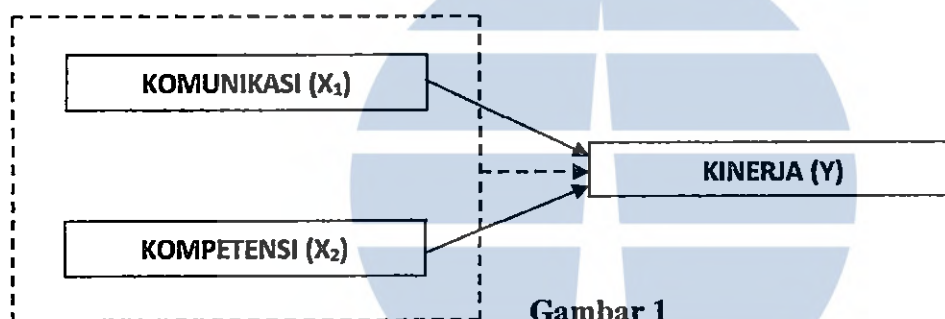 KOMUNIKASI (X₁)
KINERJA (Y)
KOMPETENSI (X₂)
Gambar 1